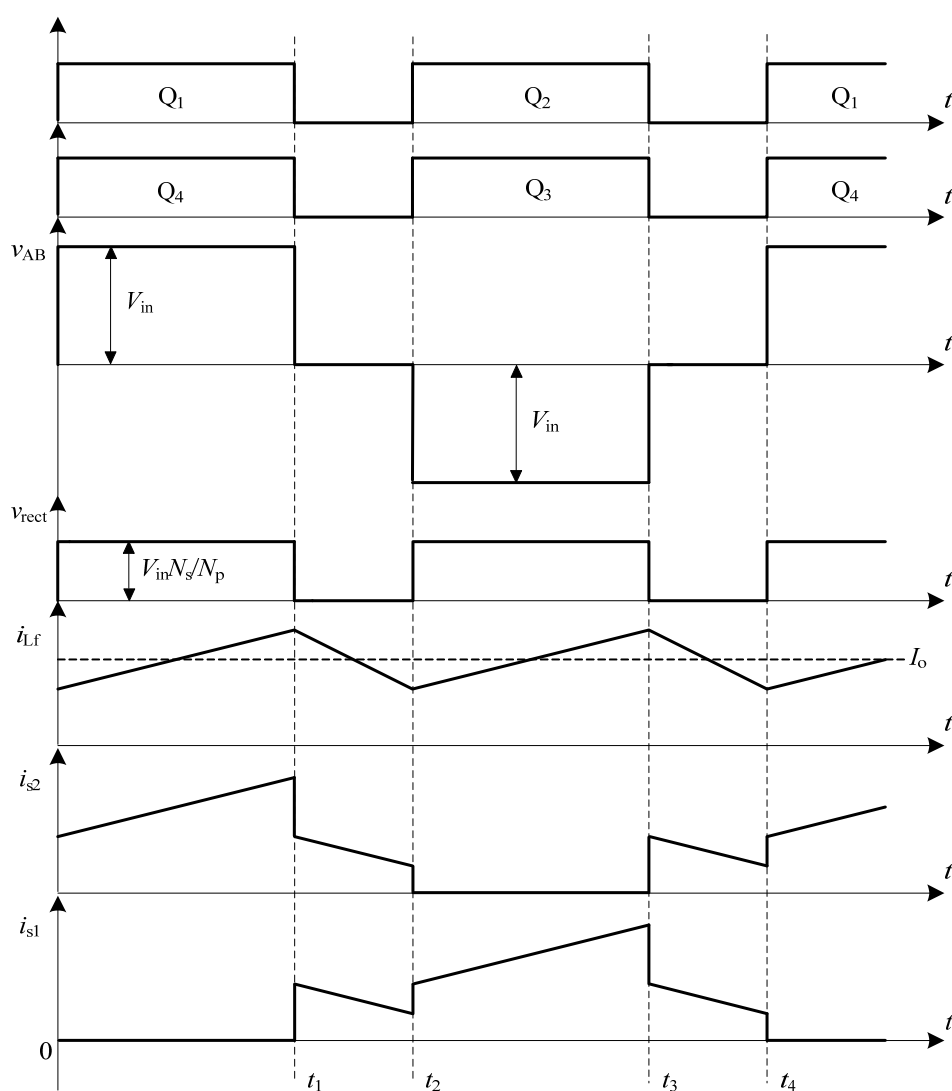 Q1 Q2 Q1 t
Q4 Q3 Q4 t
vAB
Vin t
Vin
vrect
VinNs/Np t
iLf
Io
t
is2
t
is1
t
0
t1 t2 t3 t4